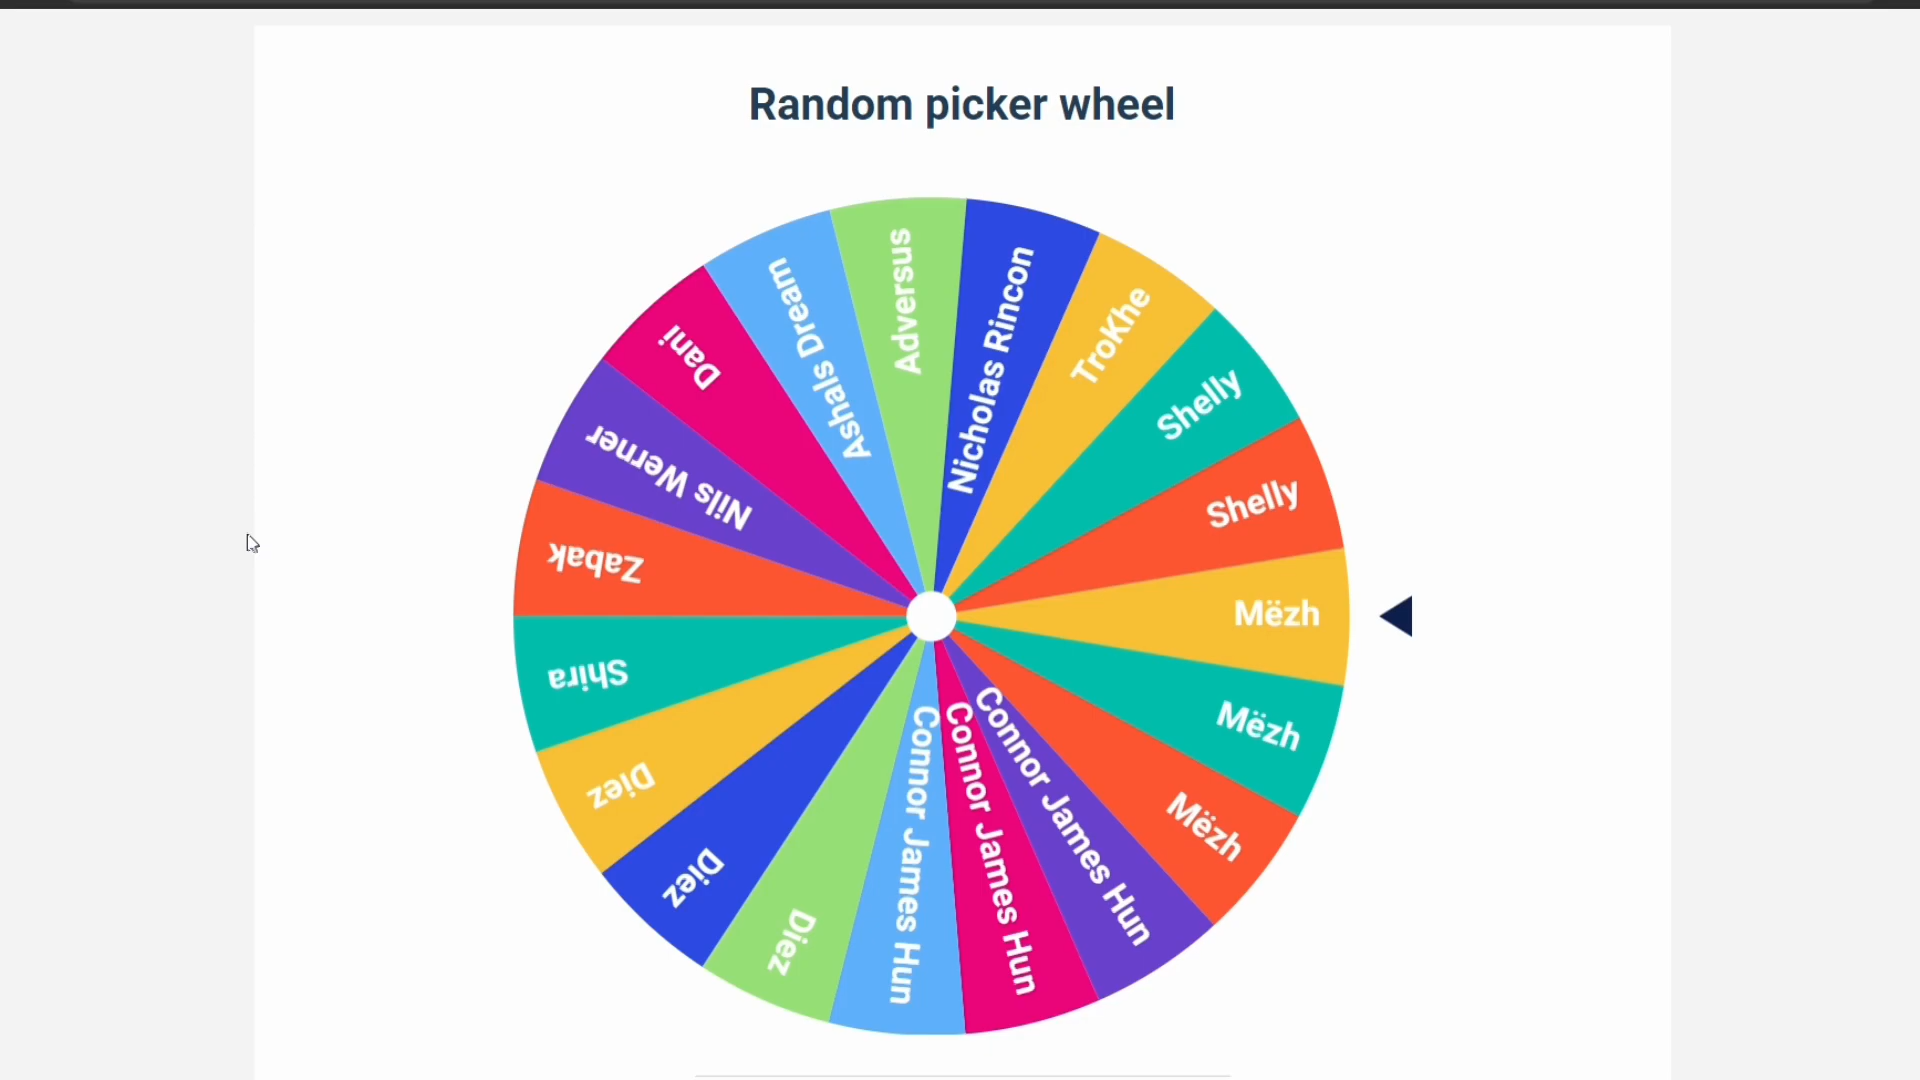 Random picker wheel
Adversus
Nicholas Rincon
TroKhe
Shelly
Shelly
Mëzh
Mëzh
Mëzh
Connor James Hun
Connor James Hun
Connor James Hun
Diez
Diez
Diez
Shira
Zabak
Nils Werner
Dani
Ashals Dream